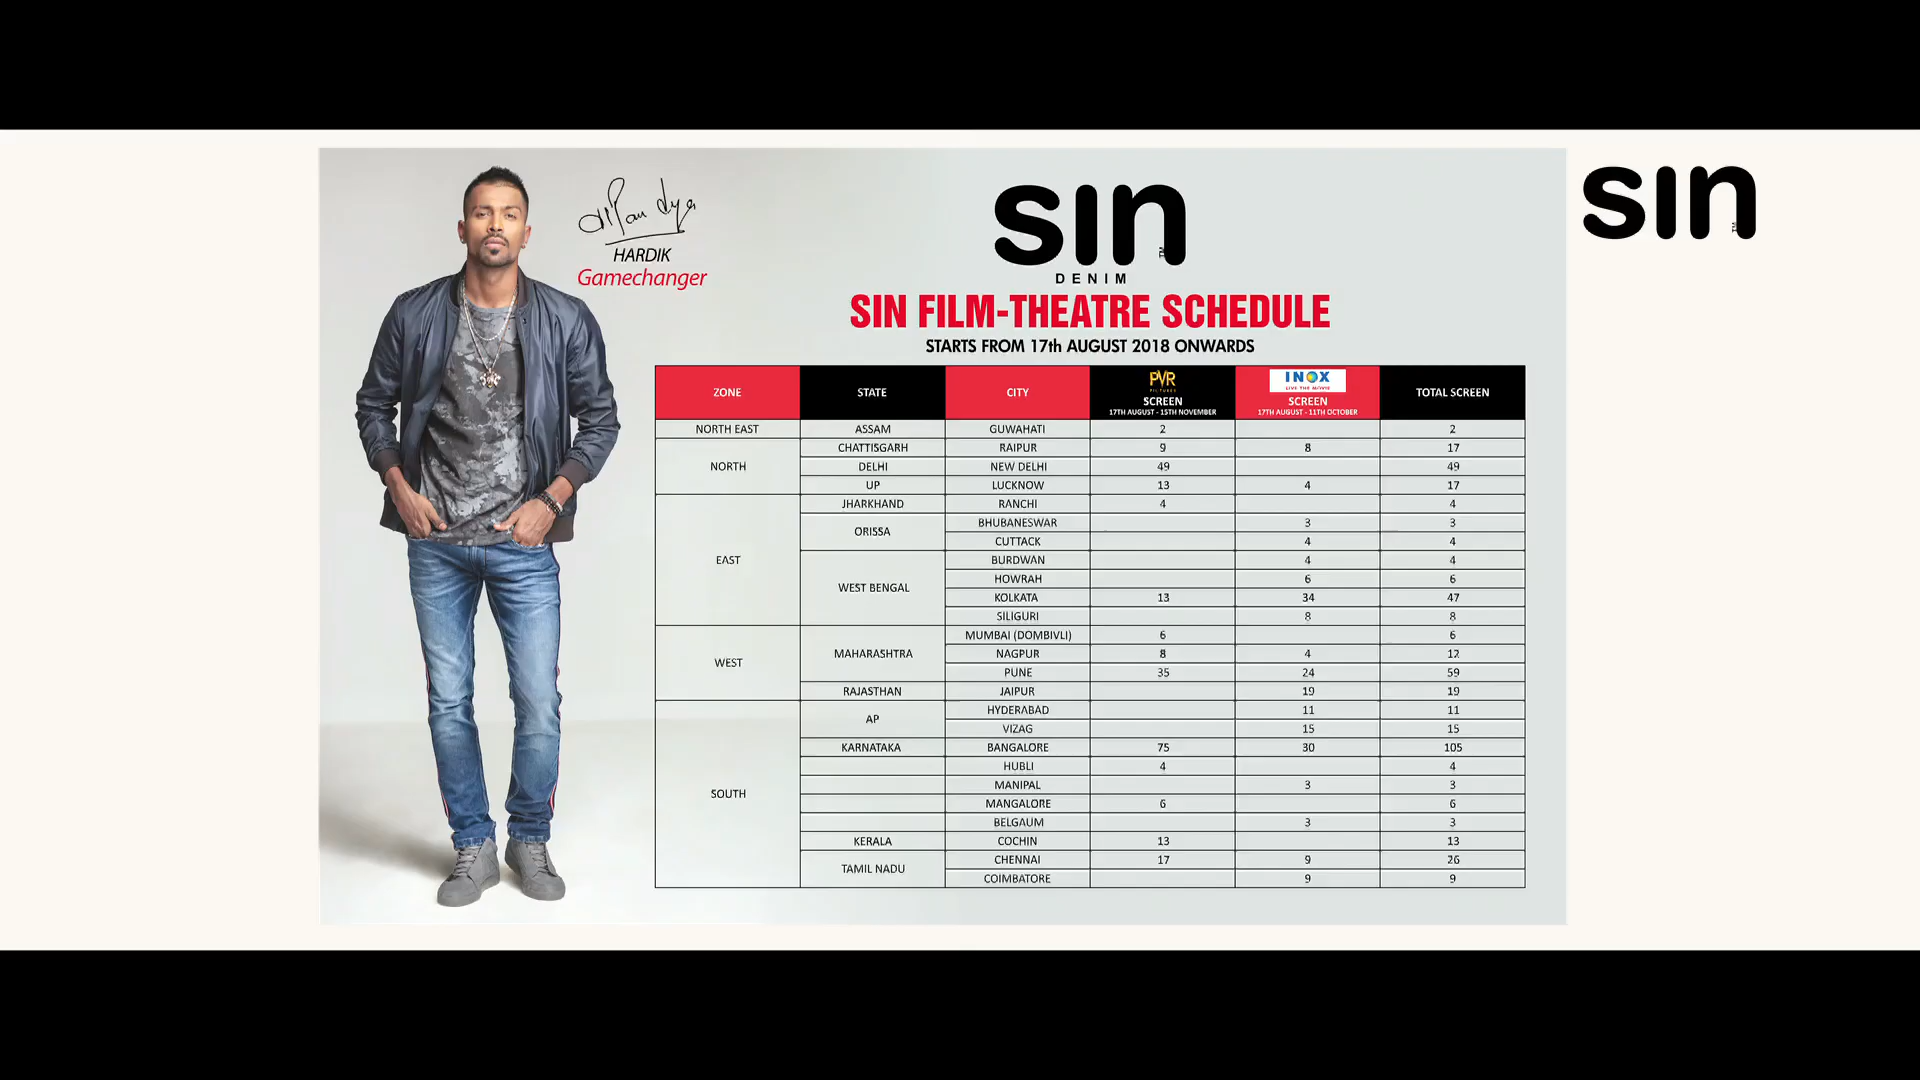 sin
TM
HARDIK
Gamechanger
sin
TM
DENIM
SIN FILM-THEATRE SCHEDULE
STARTS FROM 17th AUGUST 2018 ONWARDS
ZONE STATE CITY PVR PICTURES SCREEN 17TH AUGUST - 15TH NOVEMBER INOX LIVE THE MOVIE SCREEN 17TH AUGUST - 11TH OCTOBER TOTAL SCREEN
NORTH EAST ASSAM GUWAHATI 2 2
NORTH CHATTISGARH RAIPUR 9 8 17
DELHI NEW DELHI 49 49
UP LUCKNOW 13 4 17
EAST JHARKHAND RANCHI 4 4
ORISSA BHUBANESWAR 3 3
CUTTACK 4 4
WEST BENGAL BURDWAN 4 4
HOWRAH 6 6
KOLKATA 13 34 47
SILIGURI 8 8
WEST MAHARASHTRA MUMBAI (DOMBIVLI) 6 6
NAGPUR 8 4 12
PUNE 35 24 59
RAJASTHAN JAIPUR 19 19
SOUTH AP HYDERABAD 11 11
VIZAG 15 15
KARNATAKA BANGALORE 75 30 105
HUBLI 4 4
MANIPAL 3 3
MANGALORE 6 6
BELGAUM 3 3
KERALA COCHIN 13 13
TAMIL NADU CHENNAI 17 9 26
COIMBATORE 9 9